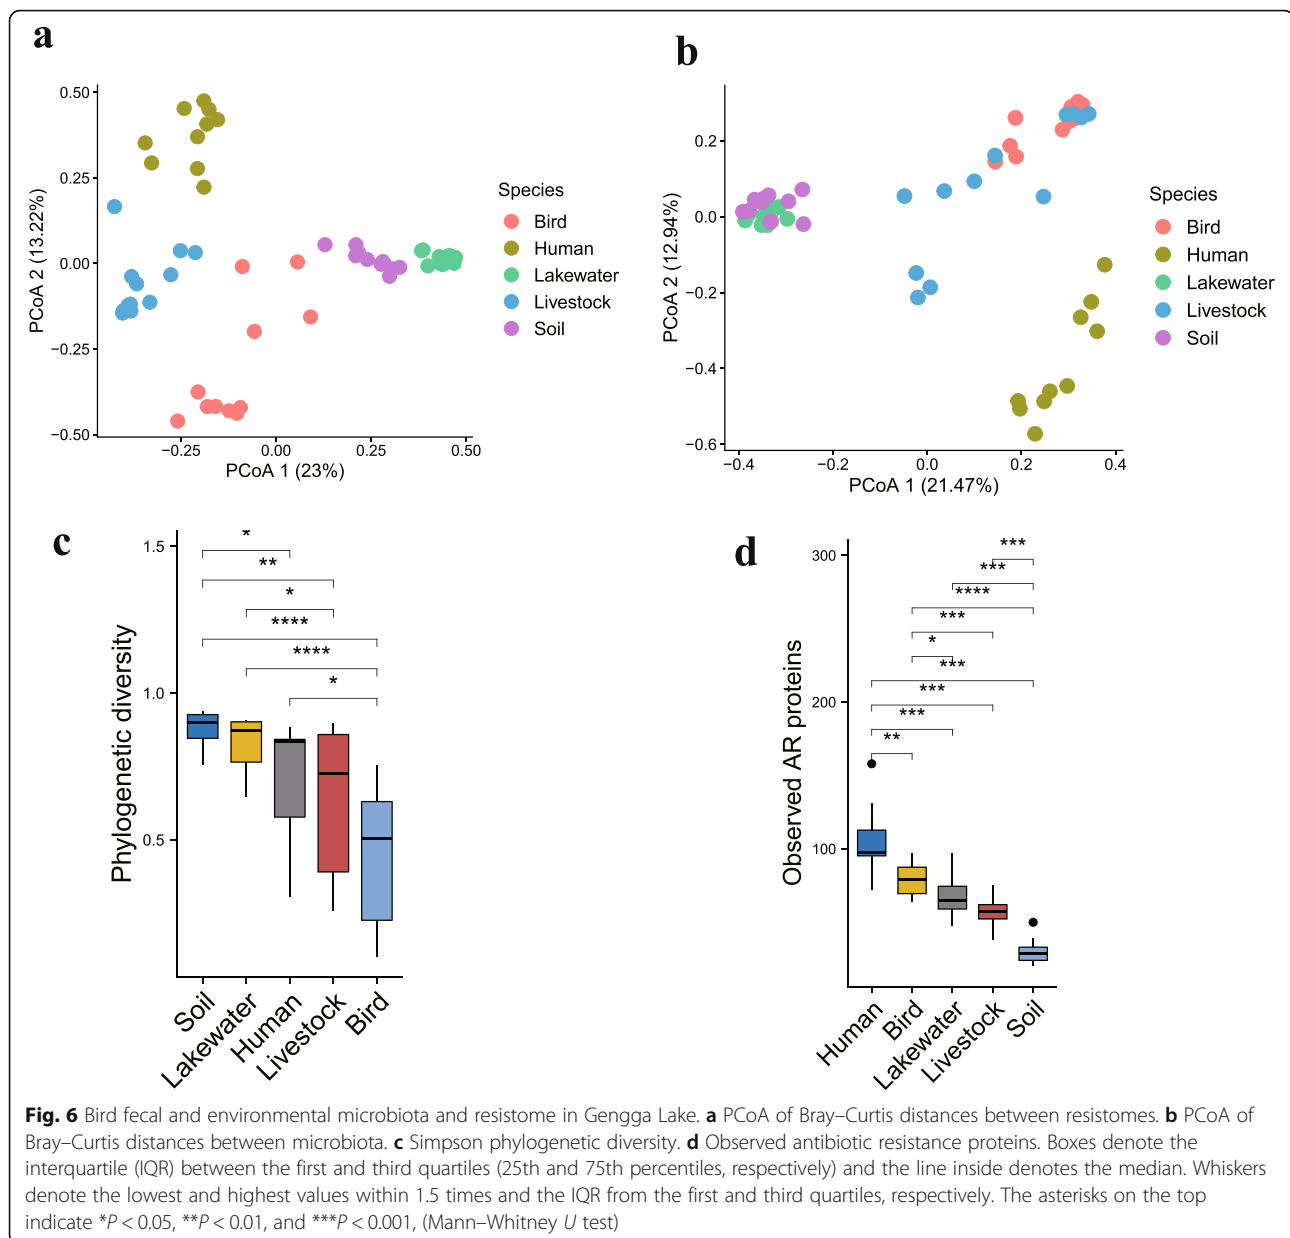 a
0.50
0.25
0.00
−0.25
−0.50
PCoA 2 (13.22%)
−0.25
0.00
0.25
0.50
PCoA 1 (23%)
Species
Bird
Human
Lakewater
Livestock
Soil
b
0.2
0.0
−0.2
−0.4
−0.6
PCoA 2 (12.94%)
−0.4
−0.2
0.0
0.2
0.4
PCoA 1 (21.47%)
Species
Bird
Human
Lakewater
Livestock
Soil
c
1.5
1.0
0.5
Phylogenetic diversity
*
**
*
****
****
*
Soil
Lakewater
Human
Livestock
Bird
d
300
200
100
Observed AR proteins
***
***
****
***
*
***
***
***
**
Human
Bird
Lakewater
Livestock
Soil
Fig. 6 Bird fecal and environmental microbiota and resistome in Gengga Lake. a PCoA of Bray–Curtis distances between resistomes. b PCoA of
Bray–Curtis distances between microbiota. c Simpson phylogenetic diversity. d Observed antibiotic resistance proteins. Boxes denote the
interquartile (IQR) between the first and third quartiles (25th and 75th percentiles, respectively) and the line inside denotes the median. Whiskers
denote the lowest and highest values within 1.5 times and the IQR from the first and third quartiles, respectively. The asterisks on the top
indicate *P < 0.05, **P < 0.01, and ***P < 0.001, (Mann–Whitney U test)